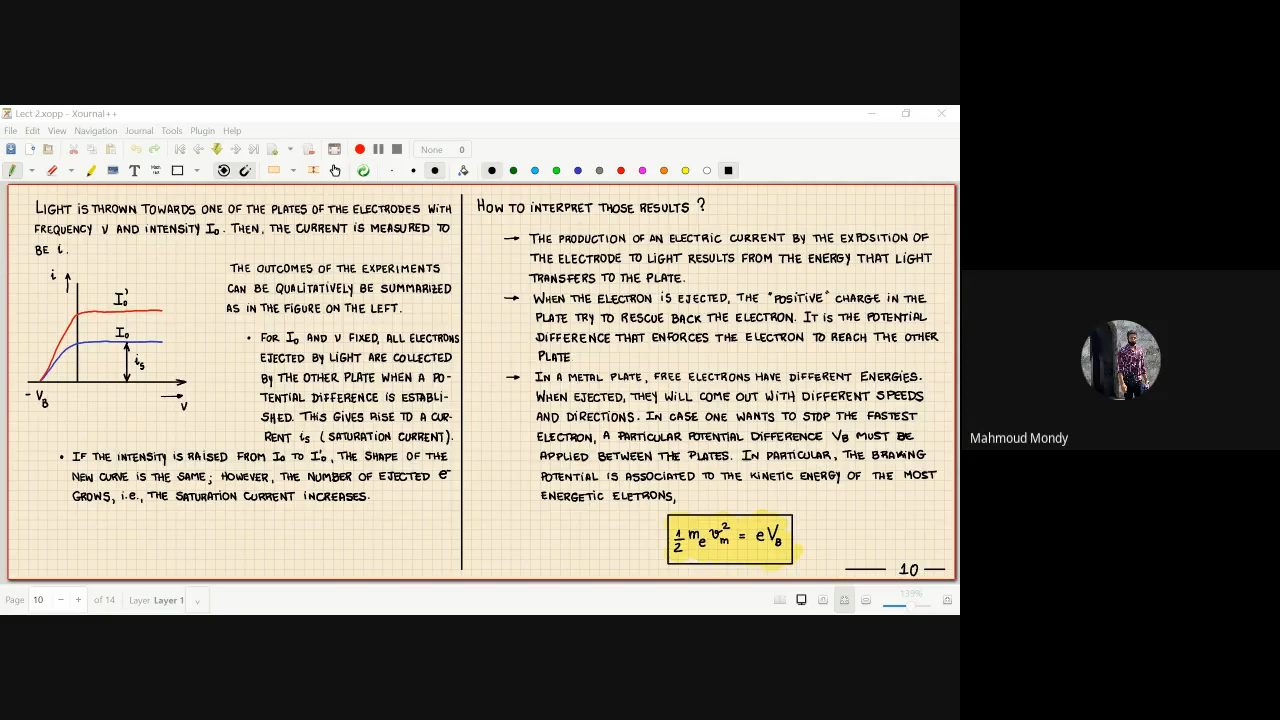 Lect 2.xopp - Xournal++
File Edit View Navigation Journal Tools Plugin Help
None 0
LIGHT IS THROWN TOWARDS ONE OF THE PLATES OF THE ELECTRODES WITH
FREQUENCY ν AND INTENSITY I₀. THEN, THE CURRENT IS MEASURED TO
BE i.
i
I₀'
I₀
iₛ
- V_B
V
THE OUTCOMES OF THE EXPERIMENTS
CAN BE QUALITATIVELY BE SUMMARIZED
AS IN THE FIGURE ON THE LEFT.
• FOR I₀ AND ν FIXED, ALL ELECTRONS
EJECTED BY LIGHT ARE COLLECTED
BY THE OTHER PLATE WHEN A PO-
TENTIAL DIFFERENCE IS ESTABLI-
SHED. THIS GIVES RISE TO A CUR-
RENT iₛ (SATURATION CURRENT).
• IF THE INTENSITY IS RAISED FROM I₀ TO I'₀, THE SHAPE OF THE
NEW CURVE IS THE SAME; HOWEVER, THE NUMBER OF EJECTED e⁻
GROWS, i.e., THE SATURATION CURRENT INCREASES.
HOW TO INTERPRET THOSE RESULTS ?
→ THE PRODUCTION OF AN ELECTRIC CURRENT BY THE EXPOSITION OF
THE ELECTRODE TO LIGHT RESULTS FROM THE ENERGY THAT LIGHT
TRANSFERS TO THE PLATE.
→ WHEN THE ELECTRON IS EJECTED, THE "POSITIVE" CHARGE IN THE
PLATE TRY TO RESCUE BACK THE ELECTRON. IT IS THE POTENTIAL
DIFFERENCE THAT ENFORCES THE ELECTRON TO REACH THE OTHER
PLATE
→ IN A METAL PLATE, FREE ELECTRONS HAVE DIFFERENT ENERGIES.
WHEN EJECTED, THEY WILL COME OUT WITH DIFFERENT SPEEDS
AND DIRECTIONS. IN CASE ONE WANTS TO STOP THE FASTEST
ELECTRON, A PARTICULAR POTENTIAL DIFFERENCE V_B MUST BE
APPLIED BETWEEN THE PLATES. IN PARTICULAR, THE BRAKING
POTENTIAL IS ASSOCIATED TO THE KINETIC ENERGY OF THE MOST
ENERGETIC ELETRONS,
1/2 m_e v_m² = e V_B
10
Page 10 − + of 14 Layer Layer 1
139%
Mahmoud Mondy